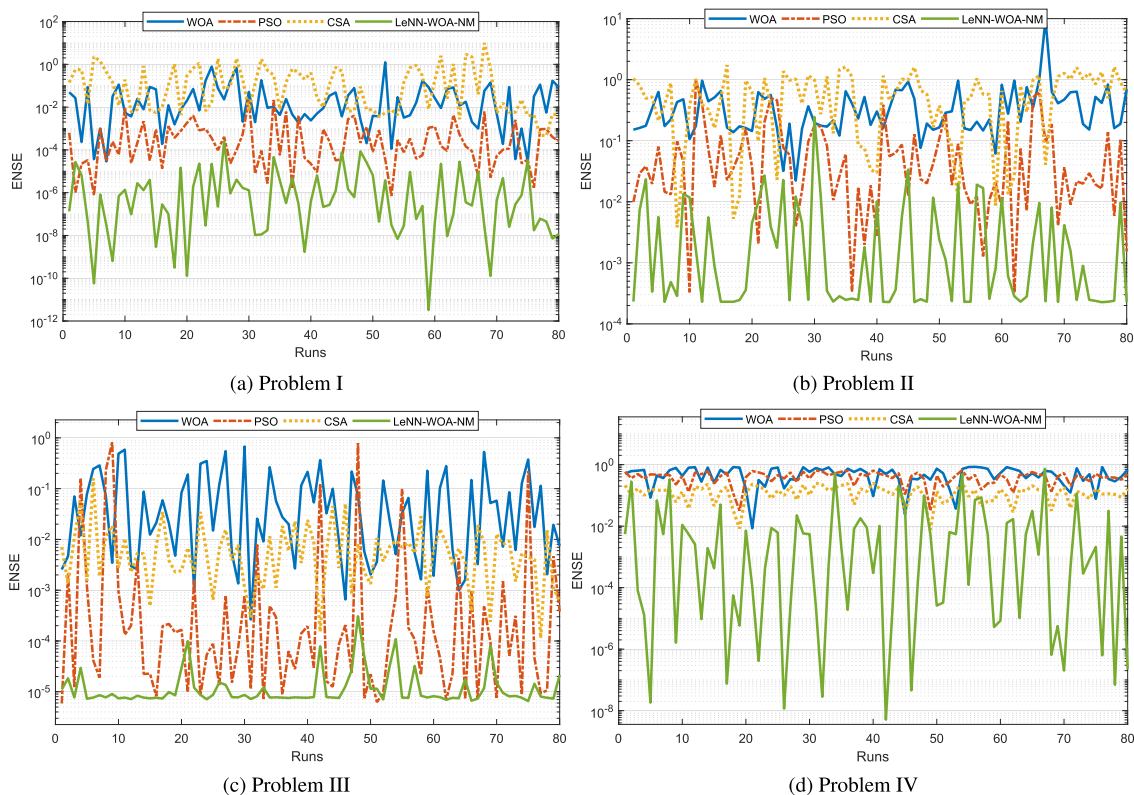 WOA PSO CSA LeNN-WOA-NM
10^2
10^0
10^-2
10^-4
10^-6
10^-8
10^-10
10^-12
ENSE
0 10 20 30 40 50 60 70 80
Runs
(a) Problem I
WOA PSO CSA LeNN-WOA-NM
10^1
10^0
10^-1
10^-2
10^-3
10^-4
ENSE
0 10 20 30 40 50 60 70 80
Runs
(b) Problem II
WOA PSO CSA LeNN-WOA-NM
10^0
10^-1
10^-2
10^-3
10^-4
10^-5
ENSE
0 10 20 30 40 50 60 70 80
Runs
(c) Problem III
WOA PSO CSA LeNN-WOA-NM
10^0
10^-2
10^-4
10^-6
10^-8
ENSE
0 10 20 30 40 50 60 70 80
Runs
(d) Problem IV